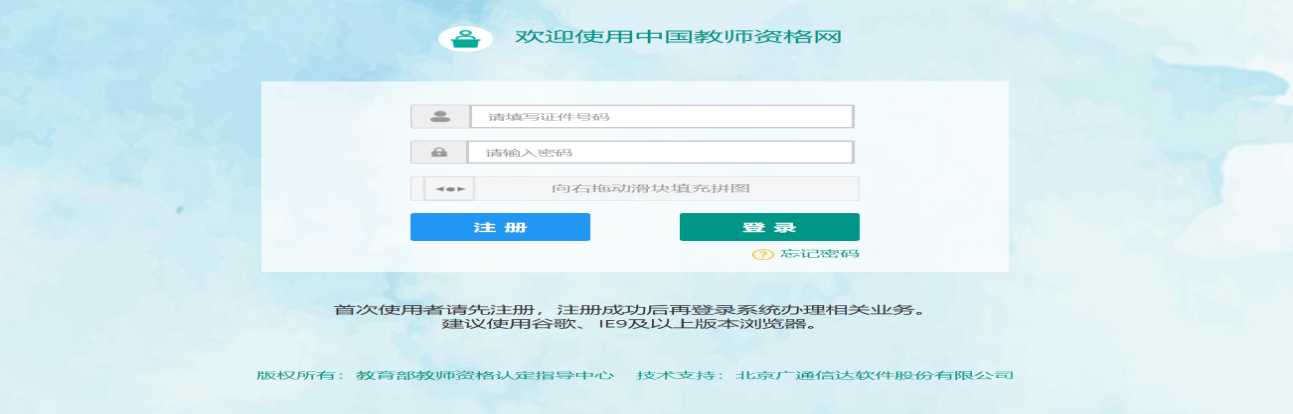 欢迎使用中国教师资格网
请填写证件号码
请输入密码
向右拖动滑块填充拼图
注 册 登 录
? 忘记密码
首次使用者请先注册，注册成功后再登录系统办理相关业务。
建议使用谷歌、IE9及以上版本浏览器。
版权所有：教育部教师资格认定指导中心 技术支持：北京广通信达软件股份有限公司